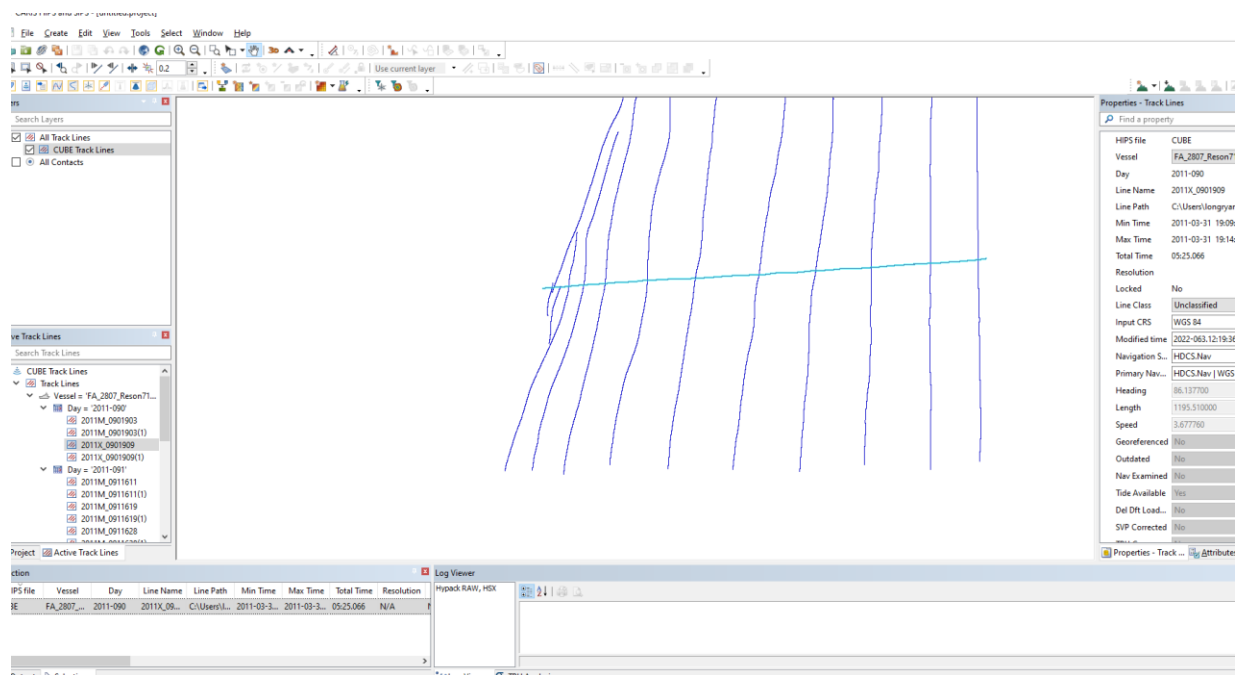 CARIS HIPS and SIPS - [untitled.project]
File Create Edit View Tools Select Window Help
0.2
Use current layer
Search Layers
All Track Lines
CUBE Track Lines
All Contacts
Track Lines
Search Track Lines
CUBE Track Lines
Track Lines
Vessel = 'FA_2807_Reson71...
Day = '2011-090'
2011M_0901903
2011M_0901903(1)
2011X_0901909
2011X_0901909(1)
Day = '2011-091'
2011M_0911611
2011M_0911611(1)
2011M_0911619
2011M_0911619(1)
2011M_0911628
Project Active Track Lines
Properties - Track Lines
Find a property
HIPS file CUBE
Vessel FA_2807_Reson71
Day 2011-090
Line Name 2011X_0901909
Line Path C:\Users\longryan
Min Time 2011-03-31 19:09:
Max Time 2011-03-31 19:14:
Total Time 05:25.066
Resolution
Locked No
Line Class Unclassified
Input CRS WGS 84
Modified time 2022-063.12:19:36
Navigation S... HDCS.Nav
Primary Nav... HDCS.Nav | WGS
Heading 86.137700
Length 1195.510000
Speed 3.677760
Georeferenced No
Outdated No
Nav Examined No
Tide Available Yes
Del Dft Load... No
SVP Corrected No
Properties - Trac ... Attributes
HIPS file Vessel Day Line Name Line Path Min Time Max Time Total Time Resolution
FA_2807_... 2011-090 2011X_09... C:\Users\l... 2011-03-3... 2011-03-3... 05:25.066 N/A
Log Viewer
Hypack RAW, HSX